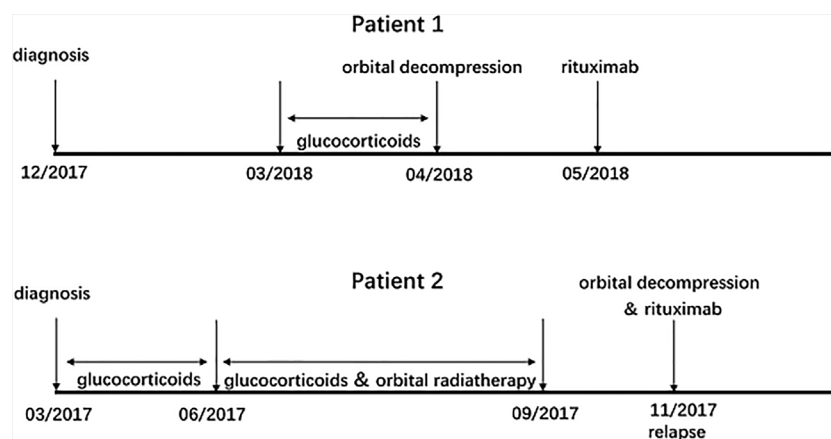 Patient 1
diagnosis
orbital decompression
rituximab
glucocorticoids
12/2017
03/2018
04/2018
05/2018
Patient 2
diagnosis
orbital decompression
& rituximab
glucocorticoids
glucocorticoids & orbital radiatherapy
03/2017
06/2017
09/2017
11/2017
relapse